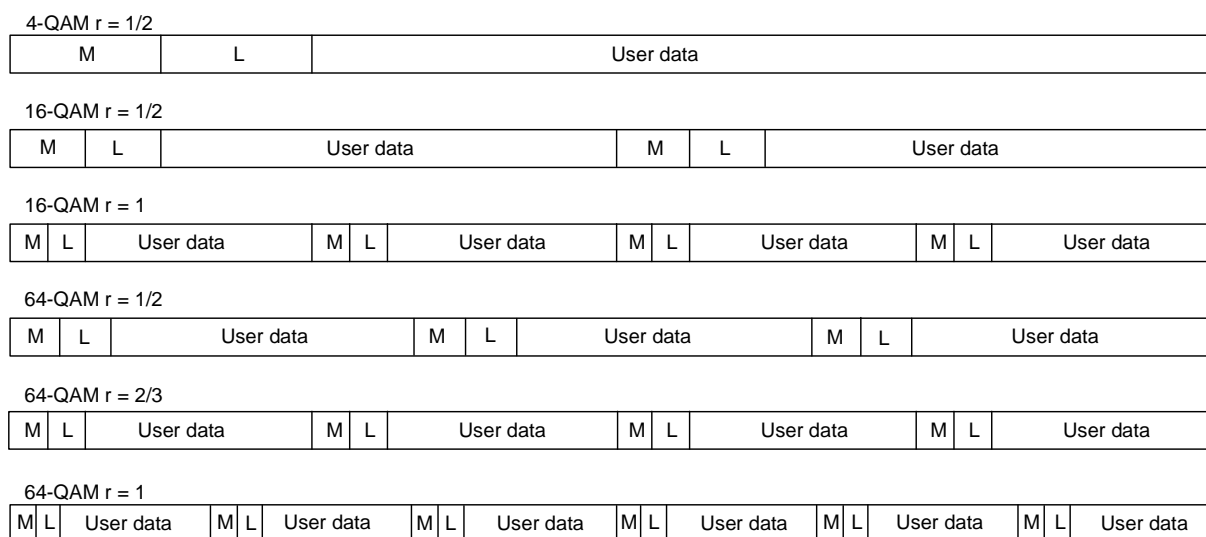 4-QAM r = 1/2
M L User data
16-QAM r = 1/2
M L User data M L User data
16-QAM r = 1
M L User data M L User data M L User data M L User data
64-QAM r = 1/2
M L User data M L User data M L User data
64-QAM r = 2/3
M L User data M L User data M L User data M L User data
64-QAM r = 1
M L User data M L User data M L User data M L User data M L User data M L User data